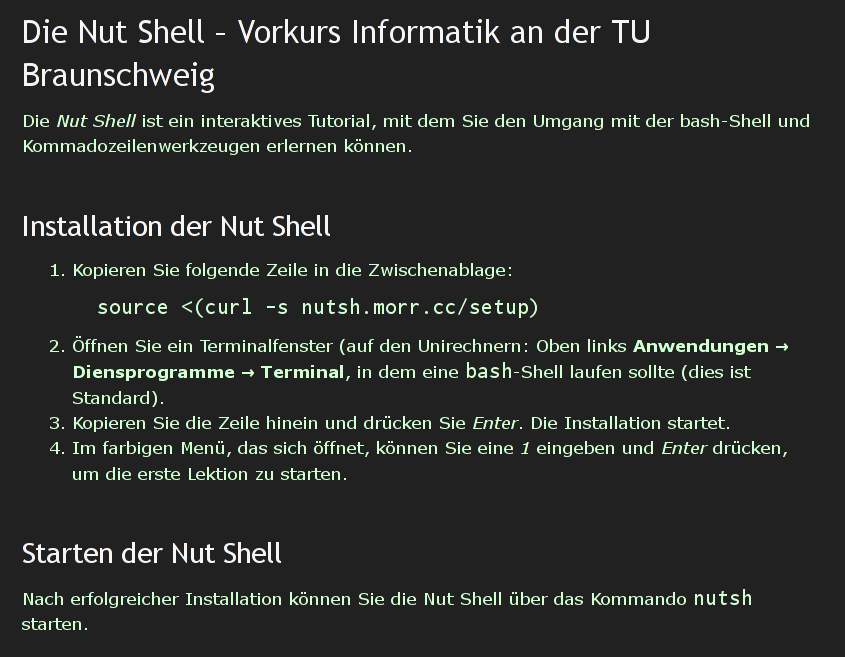 Die Nut Shell – Vorkurs Informatik an der TU
Braunschweig
Die Nut Shell ist ein interaktives Tutorial, mit dem Sie den Umgang mit der bash-Shell und
Kommadozeilenwerkzeugen erlernen können.
Installation der Nut Shell
1. Kopieren Sie folgende Zeile in die Zwischenablage:
source <(curl -s nutsh.morr.cc/setup)
2. Öffnen Sie ein Terminalfenster (auf den Unirechnern: Oben links Anwendungen →
Diensprogramme → Terminal, in dem eine bash-Shell laufen sollte (dies ist
Standard).
3. Kopieren Sie die Zeile hinein und drücken Sie Enter. Die Installation startet.
4. Im farbigen Menü, das sich öffnet, können Sie eine 1 eingeben und Enter drücken,
um die erste Lektion zu starten.
Starten der Nut Shell
Nach erfolgreicher Installation können Sie die Nut Shell über das Kommando nutsh
starten.